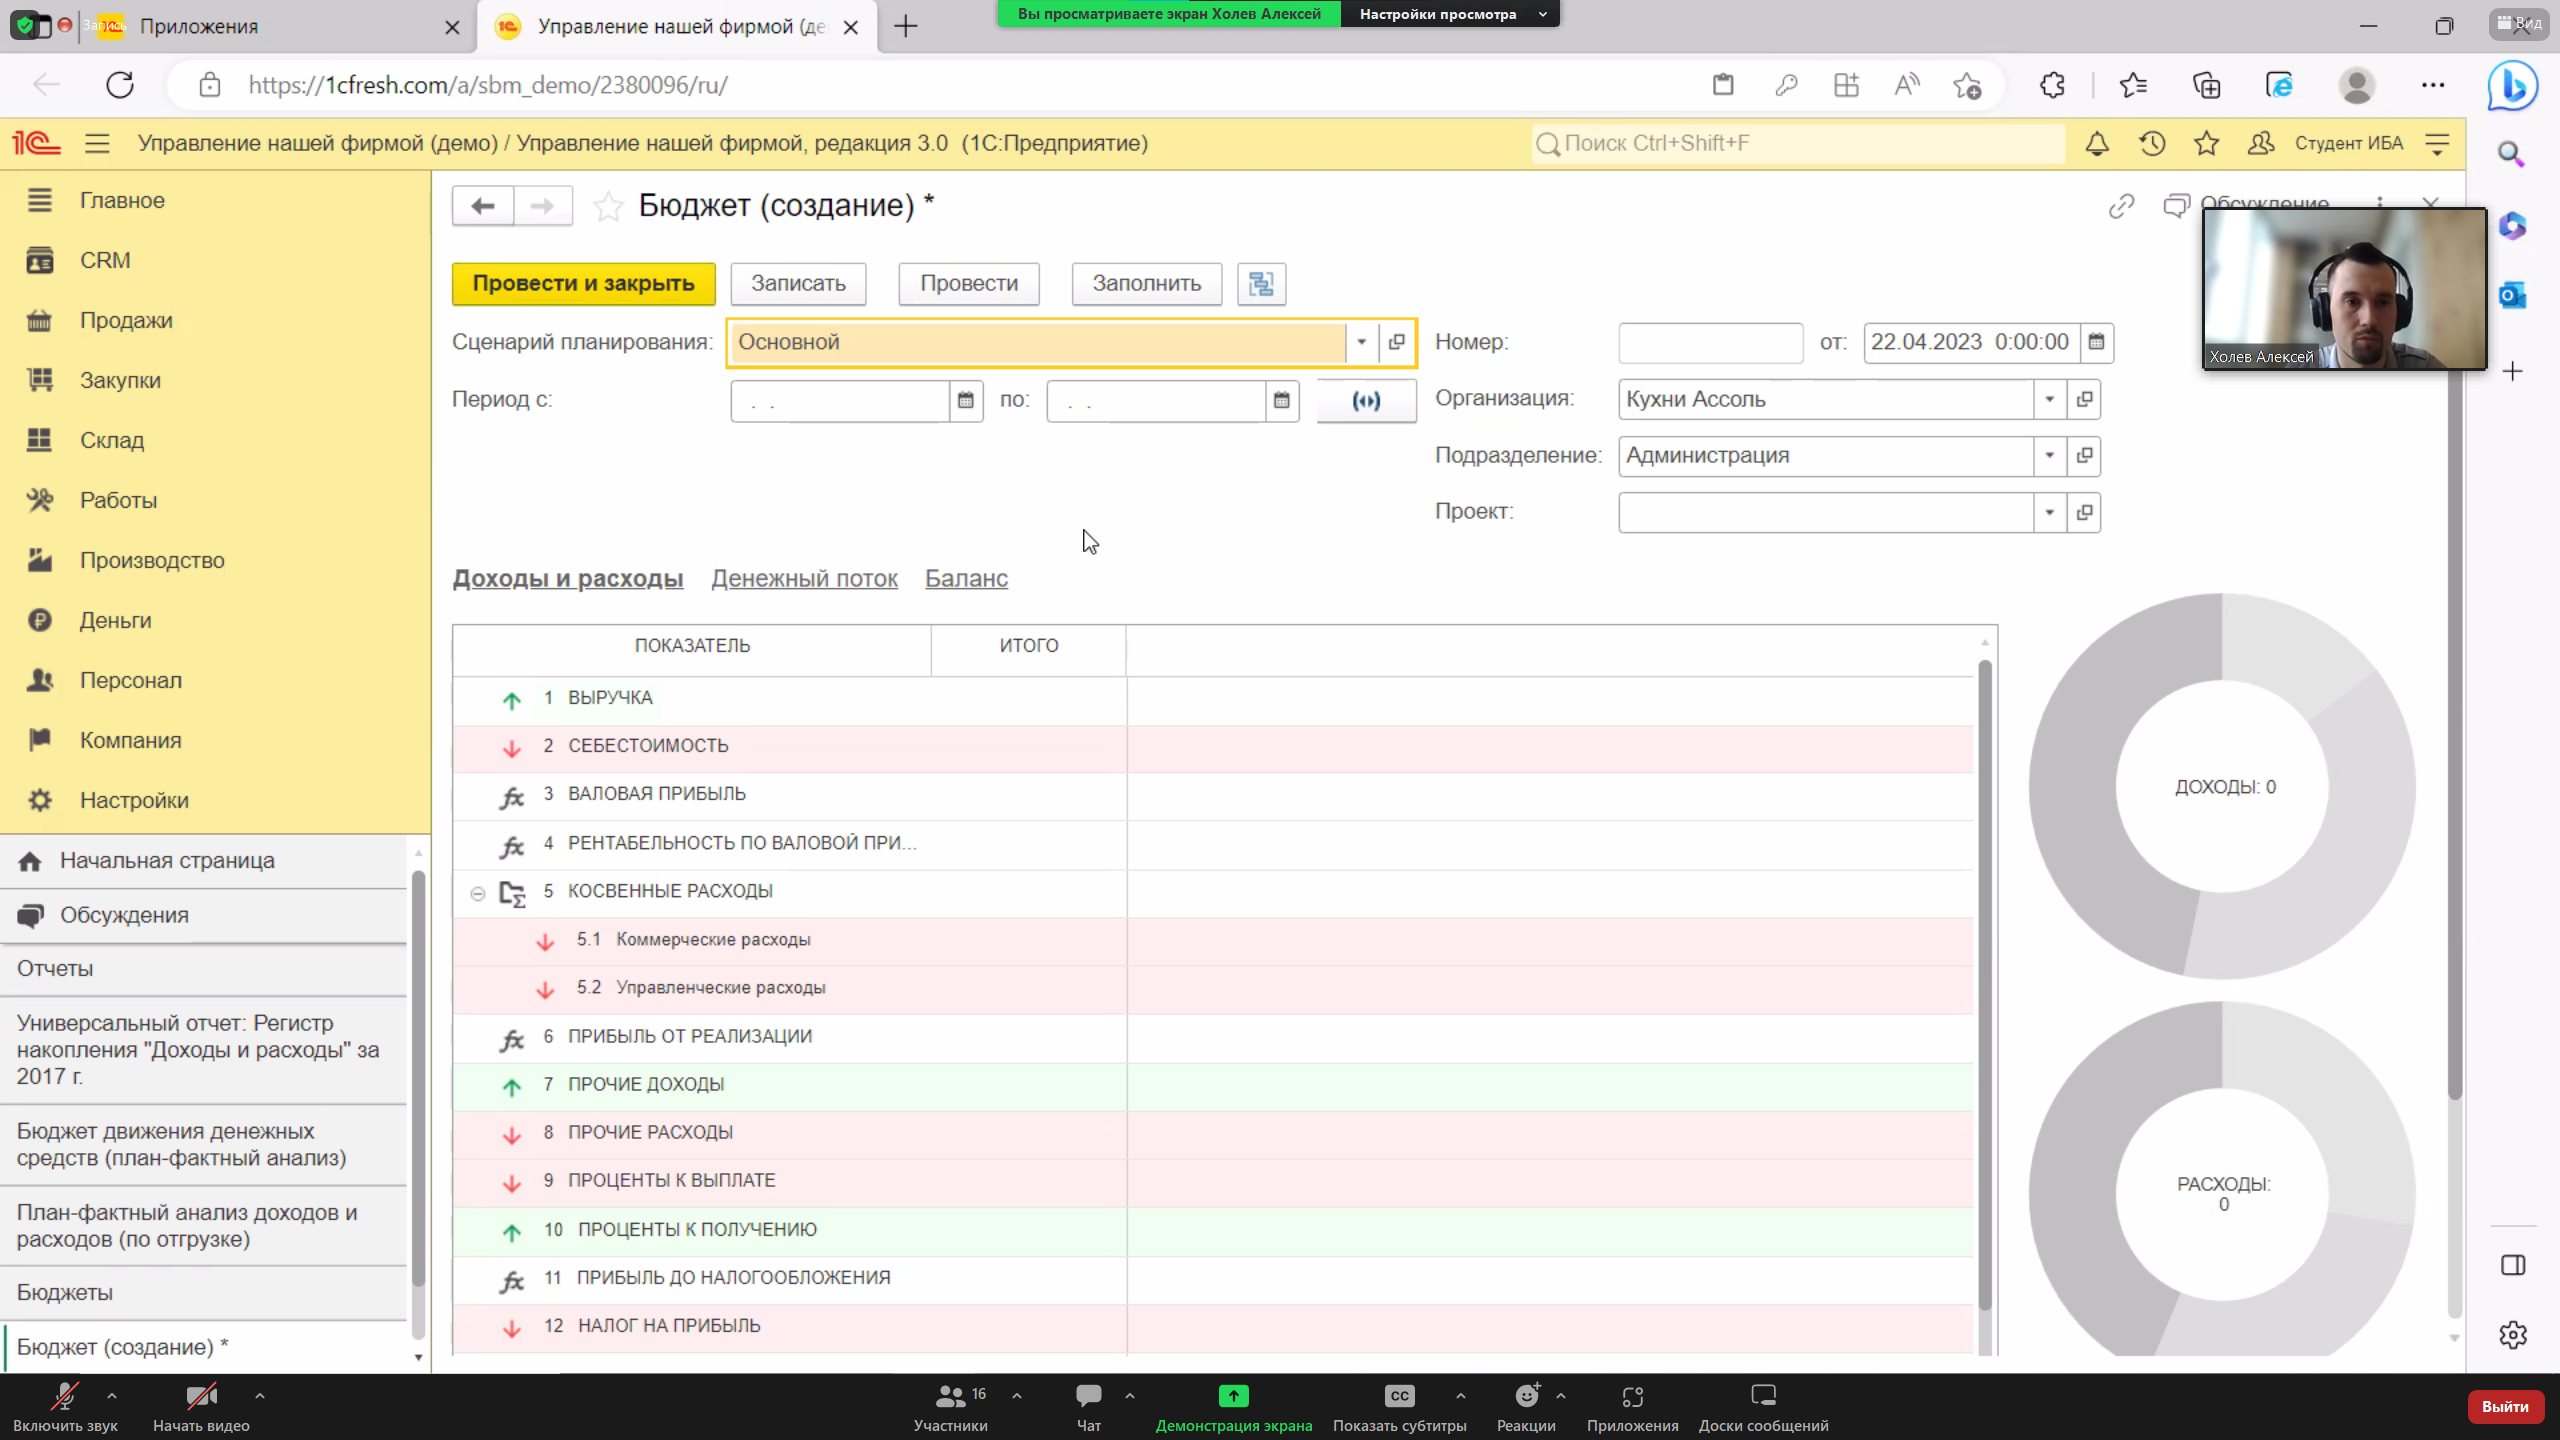 Запись
Приложения
Управление нашей фирмой (де
Вы просматриваете экран Холев Алексей
Настройки просмотра
Вид
https://1cfresh.com/a/sbm_demo/2380096/ru/
Управление нашей фирмой (демо) / Управление нашей фирмой, редакция 3.0 (1С:Предприятие)
Поиск Ctrl+Shift+F
Студент ИБА
Главное
CRM
Продажи
Закупки
Склад
Работы
Производство
Деньги
Персонал
Компания
Настройки
Начальная страница
Обсуждения
Отчеты
Универсальный отчет: Регистр
накопления "Доходы и расходы" за
2017 г.
Бюджет движения денежных
средств (план-фактный анализ)
План-фактный анализ доходов и
расходов (по отгрузке)
Бюджеты
Бюджет (создание) *
Бюджет (создание) *
Обсуждение
Холев Алексей
Провести и закрыть
Записать
Провести
Заполнить
Сценарий планирования:
Основной
Номер:
от:
22.04.2023 0:00:00
Период с:
. .
по:
. .
Организация:
Кухни Ассоль
Подразделение:
Администрация
Проект:
Доходы и расходы
Денежный поток
Баланс
ПОКАЗАТЕЛЬ
ИТОГО
1 ВЫРУЧКА
2 СЕБЕСТОИМОСТЬ
fx 3 ВАЛОВАЯ ПРИБЫЛЬ
fx 4 РЕНТАБЕЛЬНОСТЬ ПО ВАЛОВОЙ ПРИ...
5 КОСВЕННЫЕ РАСХОДЫ
5.1 Коммерческие расходы
5.2 Управленческие расходы
fx 6 ПРИБЫЛЬ ОТ РЕАЛИЗАЦИИ
7 ПРОЧИЕ ДОХОДЫ
8 ПРОЧИЕ РАСХОДЫ
9 ПРОЦЕНТЫ К ВЫПЛАТЕ
10 ПРОЦЕНТЫ К ПОЛУЧЕНИЮ
fx 11 ПРИБЫЛЬ ДО НАЛОГООБЛОЖЕНИЯ
12 НАЛОГ НА ПРИБЫЛЬ
ДОХОДЫ: 0
РАСХОДЫ:
0
Включить звук
Начать видео
16
Участники
Чат
Демонстрация экрана
CC
Показать субтитры
Реакции
Приложения
Доски сообщений
Выйти